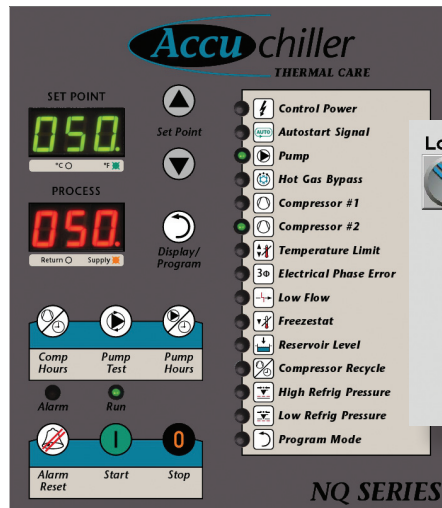 Accuchiller
THERMAL CARE
SET POINT
050.
°C °F
Set Point
PROCESS
050.
Return Supply
Display/
Program
Control Power
AUTO
Autostart Signal
Pump
Hot Gas Bypass
Compressor #1
Compressor #2
Temperature Limit
3Φ
Electrical Phase Error
Low Flow
Freezestat
Reservoir Level
Compressor Recycle
High Refrig Pressure
Low Refrig Pressure
Program Mode
Comp
Hours
Pump
Test
Pump
Hours
Alarm
Run
I
0
Alarm
Reset
Start
Stop
NQ SERIES